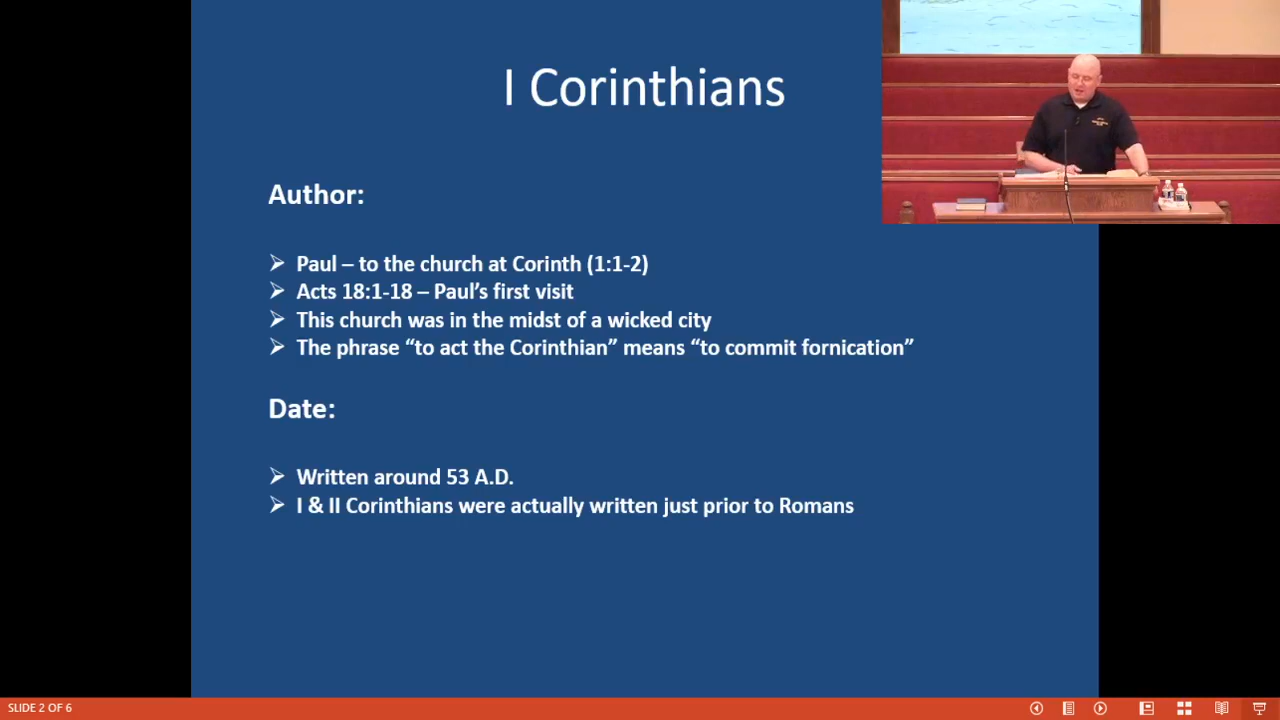 I Corinthians
Author:
➢ Paul – to the church at Corinth (1:1-2)
➢ Acts 18:1-18 – Paul’s first visit
➢ This church was in the midst of a wicked city
➢ The phrase “to act the Corinthian” means “to commit fornication”
Date:
➢ Written around 53 A.D.
➢ I & II Corinthians were actually written just prior to Romans
SLIDE 2 OF 6